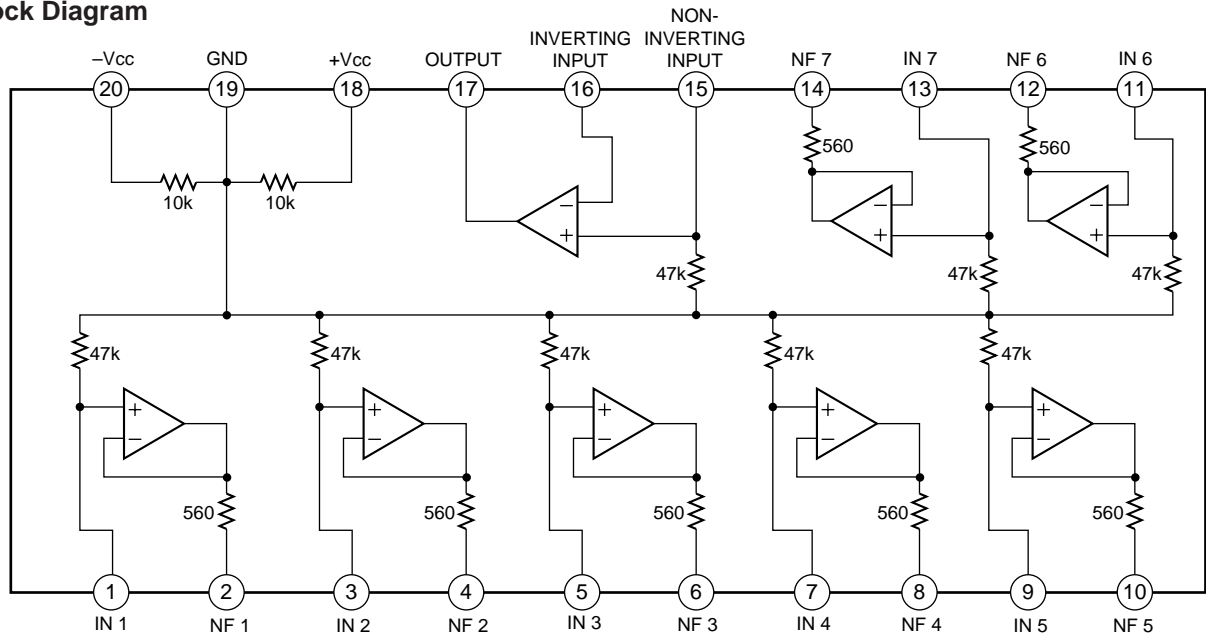 ock Diagram
NON-
INVERTING INVERTING
–Vcc GND +Vcc OUTPUT INPUT INPUT NF 7 IN 7 NF 6 IN 6
20 19 18 17 16 15 14 13 12 11
560 560
10k 10k
– – –
+ + +
47k 47k 47k
47k 47k 47k 47k 47k
+ + + + +
– – – – –
560 560 560 560 560
1 2 3 4 5 6 7 8 9 10
IN 1 NF 1 IN 2 NF 2 IN 3 NF 3 IN 4 NF 4 IN 5 NF 5